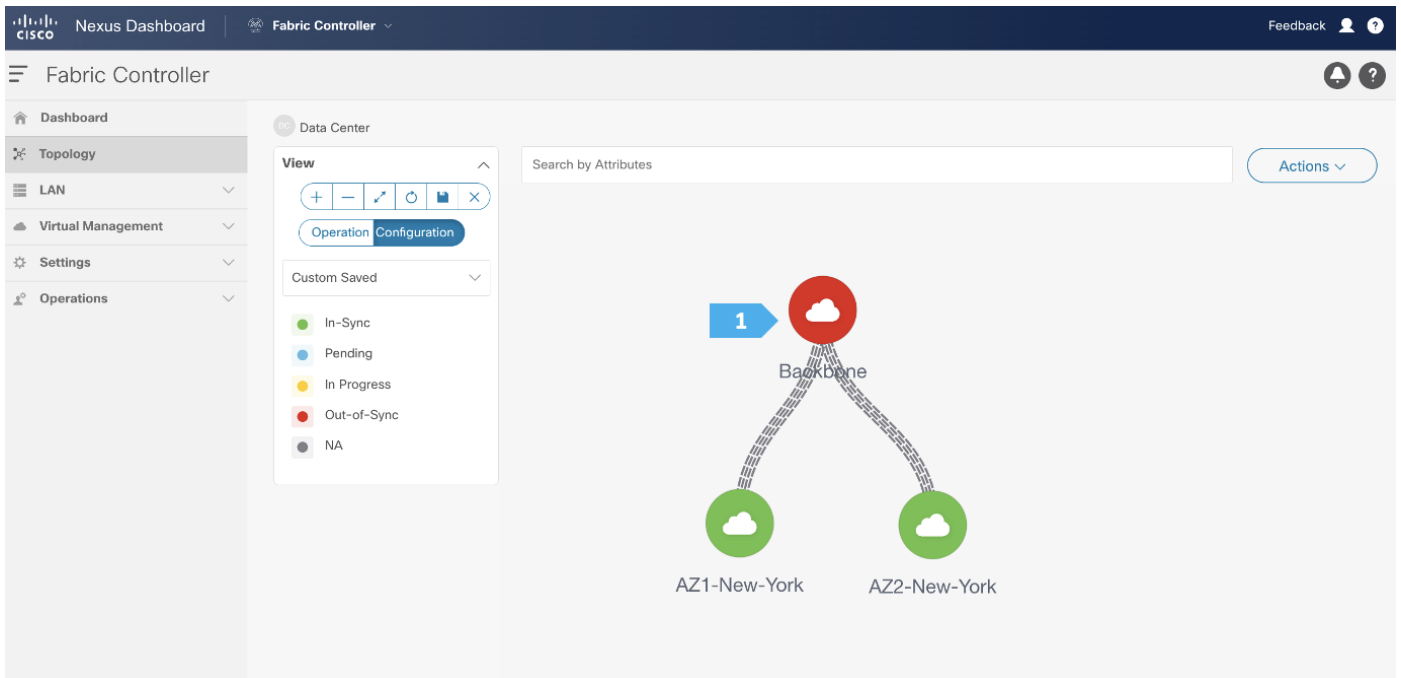 CISCO Nexus Dashboard Fabric Controller Feedback ?
Fabric Controller ?
Dashboard
Topology
LAN
Virtual Management
Settings
Operations
DC Data Center
View
Search by Attributes
Actions
Operation Configuration
Custom Saved
In-Sync
Pending
In Progress
Out-of-Sync
NA
1
Backbone
AZ1-New-York
AZ2-New-York